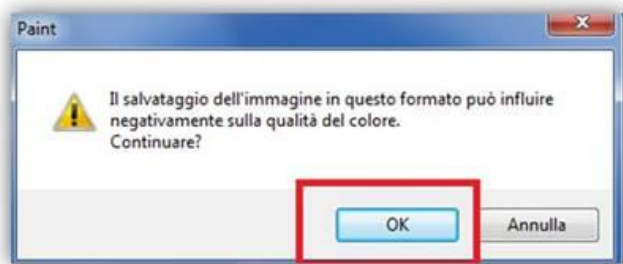 Paint
Il salvataggio dell'immagine in questo formato può influire
negativamente sulla qualità del colore.
Continuare?
OK
Annulla